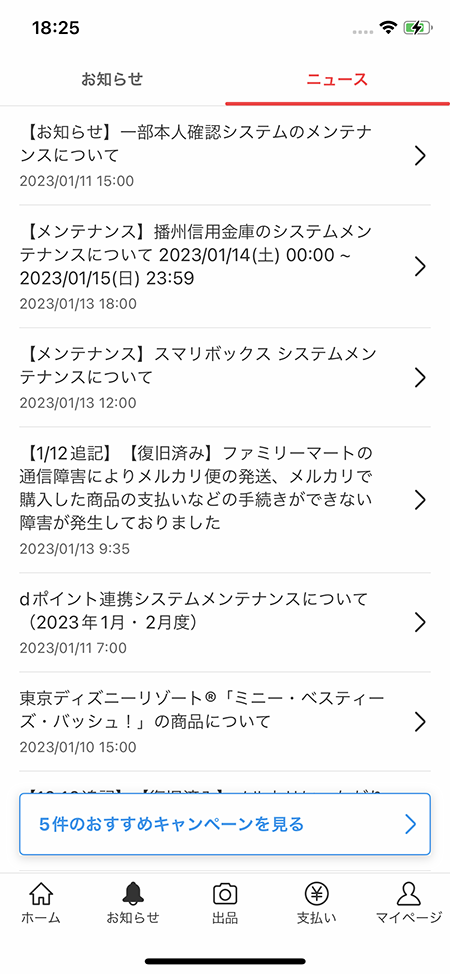 18:25
お知らせ
ニュース
【お知らせ】一部本人確認システムのメンテナ
ンスについて
2023/01/11 15:00
【メンテナンス】播州信用金庫のシステムメン
テナンスについて 2023/01/14(土) 00:00 ~
2023/01/15(日) 23:59
2023/01/13 18:00
【メンテナンス】スマリボックス システムメン
テナンスについて
2023/01/13 12:00
【1/12追記】【復旧済み】ファミリーマートの
通信障害によりメルカリ便の発送、メルカリで
購入した商品の支払いなどの手続きができない
障害が発生しておりました
2023/01/13 9:35
dポイント連携システムメンテナンスについて
（2023年1月・2月度）
2023/01/11 7:00
東京ディズニーリゾート®「ミニー・ベスティー
ズ・バッシュ！」の商品について
2023/01/10 15:00
5件のおすすめキャンペーンを見る
ホーム
お知らせ
出品
支払い
マイページ